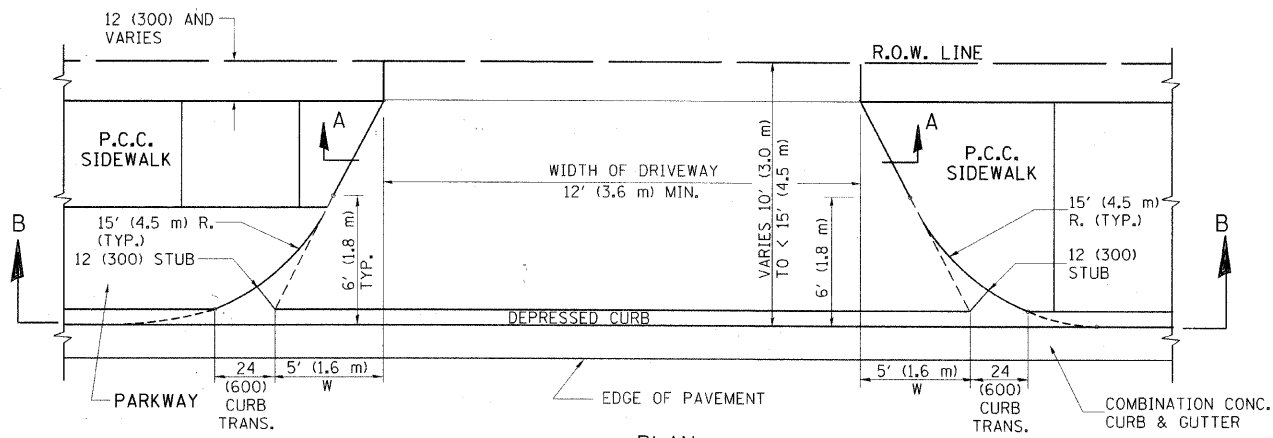 12 (300) AND
VARIES
R.O.W. LINE
P.C.C.
SIDEWALK
A
A
P.C.C.
SIDEWALK
WIDTH OF DRIVEWAY
12' (3.6 m) MIN.
VARIES 10' (3.0 m)
TO < 15' (4.5 m)
B
15' (4.5 m) R.
(TYP.)
12 (300) STUB
6' (1.8 m)
TYP.
6' (1.8 m)
15' (4.5 m)
R. (TYP.)
12 (300)
STUB
B
DEPRESSED CURB
PARKWAY
24
(600)
CURB
TRANS.
5' (1.6 m)
W
EDGE OF PAVEMENT
5' (1.6 m)
W
24
(600)
CURB
TRANS.
COMBINATION CONC.
CURB & GUTTER